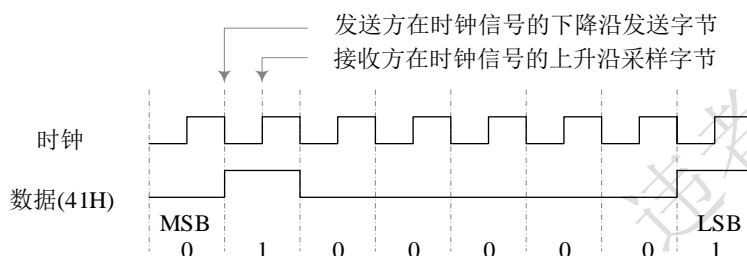 发送方在时钟信号的下降沿发送字节
接收方在时钟信号的上升沿采样字节
时钟
数据(41H)
MSB LSB
0 1 0 0 0 0 0 1
违者